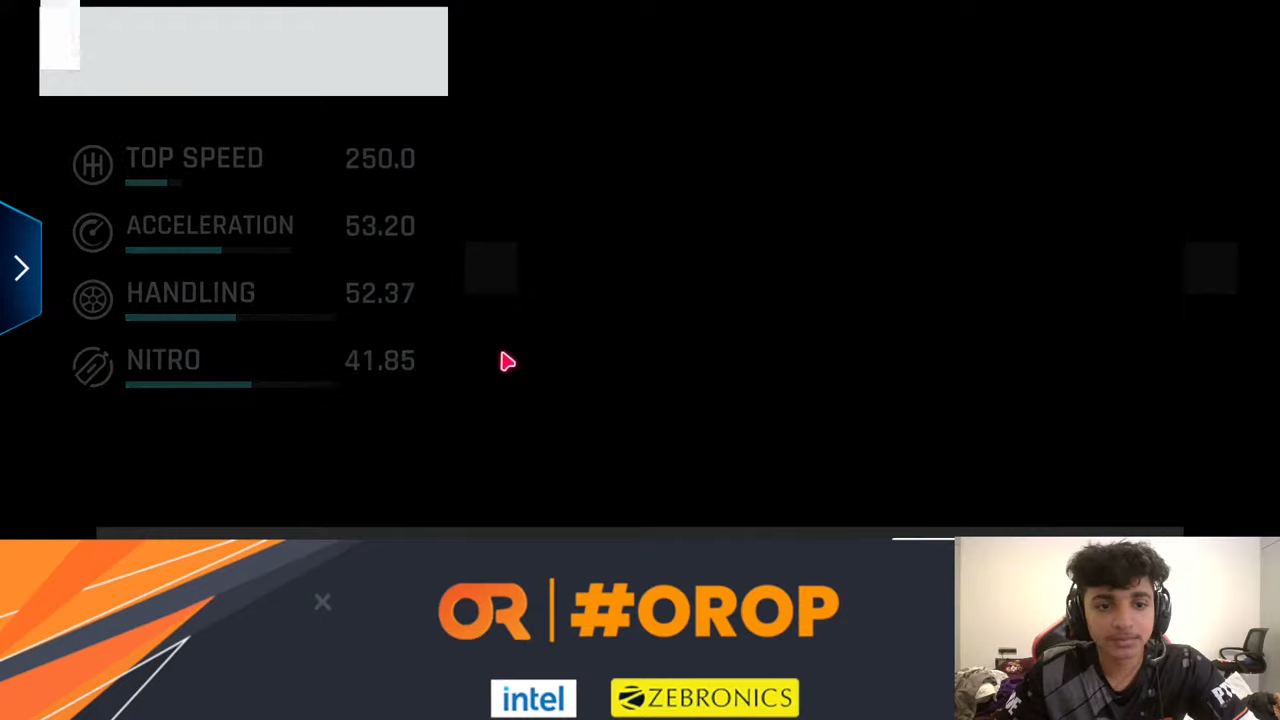 TOP SPEED 250.0
ACCELERATION 53.20
HANDLING 52.37
NITRO 41.85
OR #OROP
intel ZEBRONICS